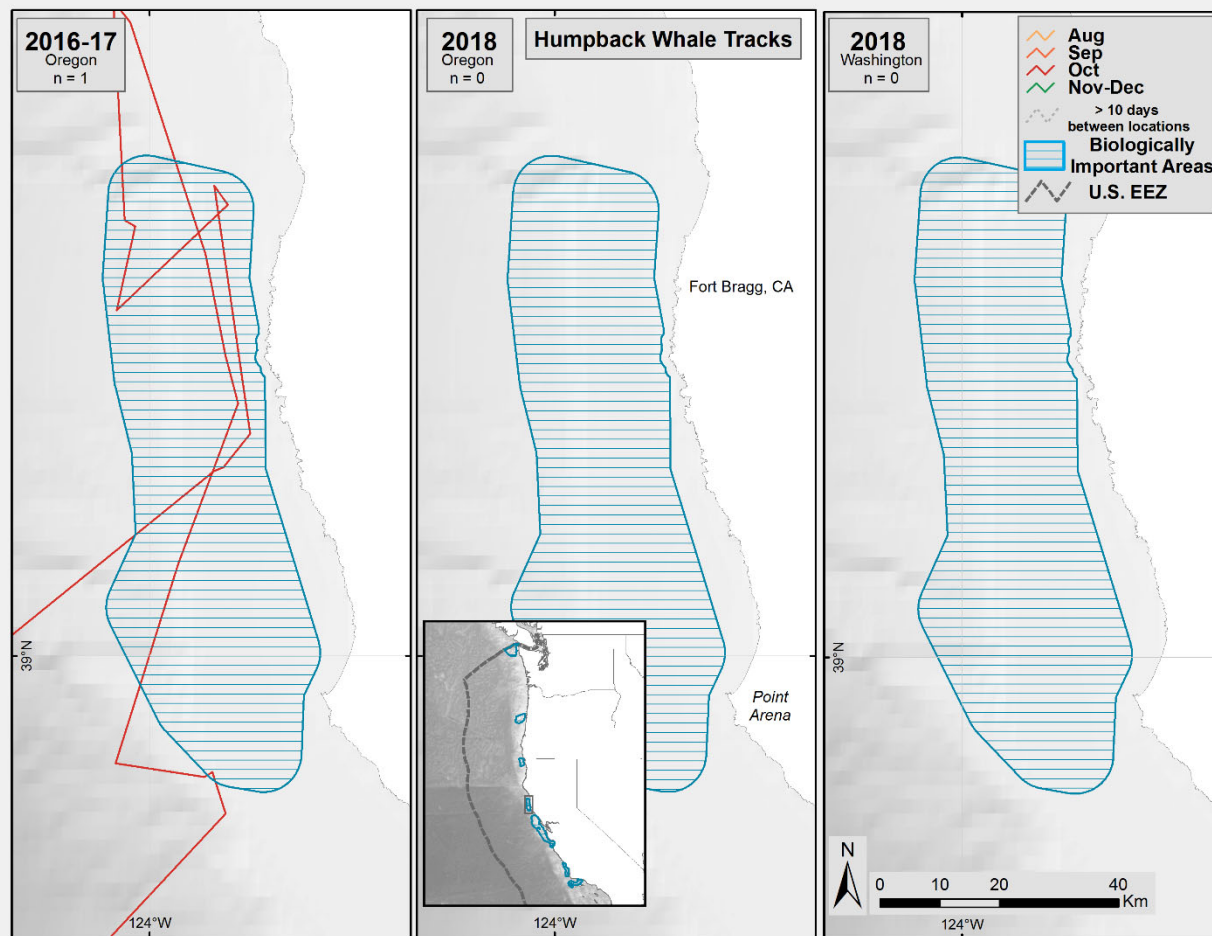 2016-17
Oregon
n = 1
2018
Oregon
n = 0
Humpback Whale Tracks
2018
Washington
n = 0
Aug
Sep
Oct
Nov-Dec
> 10 days
between locations
Biologically
Important Areas
U.S. EEZ
Fort Bragg, CA
39°N
39°N
Point
Arena
N
0 10 20 40
Km
124°W
124°W
124°W